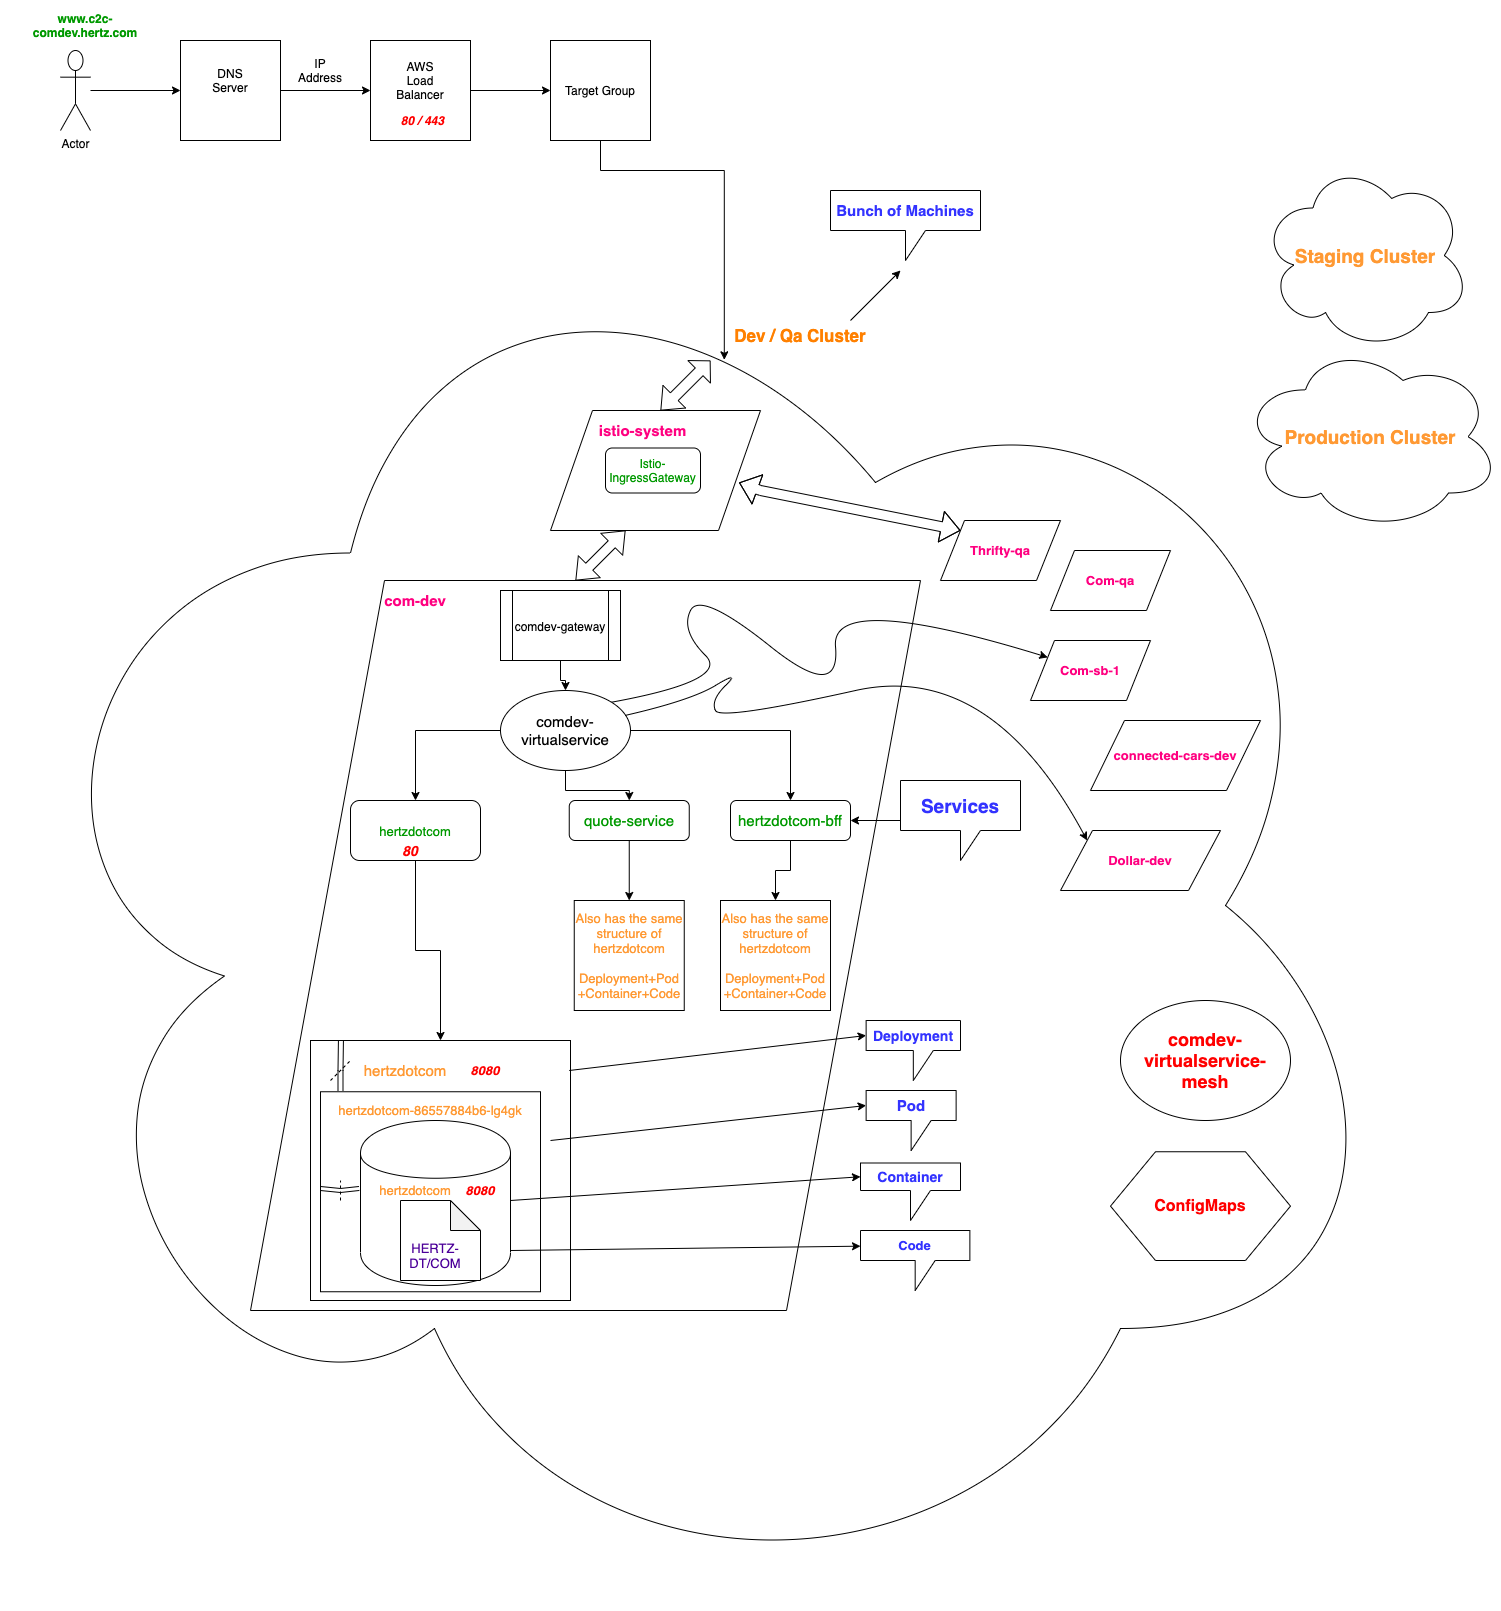 www.c2c-
comdev.hertz.com
Actor
DNS
Server
IP
Address
AWS
Load
Balancer
80 / 443
Target Group
Bunch of Machines
Staging Cluster
Dev / Qa Cluster
Production Cluster
istio-system
Istio-
IngressGateway
Thrifty-qa
Com-qa
com-dev
comdev-gateway
Com-sb-1
comdev-
virtualservice
connected-cars-dev
hertzdotcom
80
quote-service
hertzdotcom-bff
Services
Dollar-dev
Also has the same
structure of
hertzdotcom
Deployment+Pod
+Container+Code
Also has the same
structure of
hertzdotcom
Deployment+Pod
+Container+Code
hertzdotcom
8080
Deployment
comdev-
virtualservice-
mesh
hertzdotcom-86557884b6-lg4gk
Pod
hertzdotcom
8080
Container
ConfigMaps
HERTZ-
DT/COM
Code